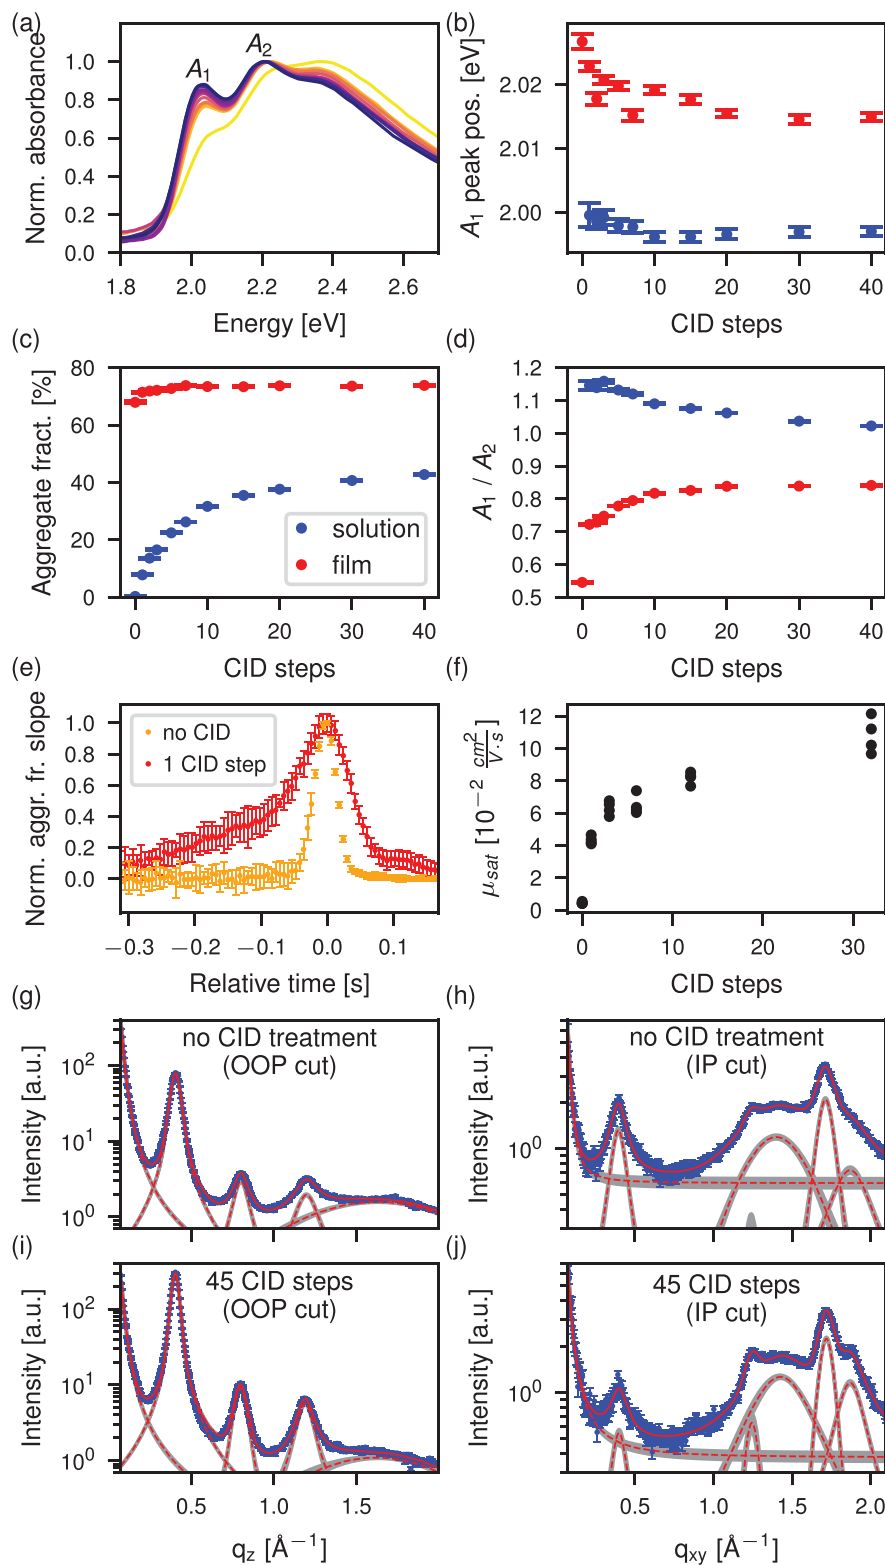 (a)
Norm. absorbance
1.0
0.8
0.6
0.4
0.2
0.0
A1
A2
1.8 2.0 2.2 2.4 2.6
Energy [eV]
(b)
A1 peak pos. [eV]
2.02
2.01
2.00
0 10 20 30 40
CID steps
(c)
Aggregate fract. [%]
80
60
40
20
0
solution
film
0 10 20 30 40
CID steps
(d)
A1 / A2
1.2
1.1
1.0
0.9
0.8
0.7
0.6
0.5
0 10 20 30 40
CID steps
(e)
Norm. aggr. fr. slope
1.0
0.8
0.6
0.4
0.2
0.0
no CID
1 CID step
−0.3 −0.2 −0.1 0.0 0.1
Relative time [s]
(f)
μsat [10−2 cm2/V·s]
12
10
8
6
4
2
0
0 10 20 30
CID steps
(g)
Intensity [a.u.]
10²
10¹
10⁰
no CID treatment
(OOP cut)
(h)
Intensity [a.u.]
10⁰
no CID treatment
(IP cut)
(i)
Intensity [a.u.]
10²
10¹
10⁰
45 CID steps
(OOP cut)
0.5 1.0 1.5
qz [Å−1]
(j)
Intensity [a.u.]
10⁰
45 CID steps
(IP cut)
0.5 1.0 1.5 2.0
qxy [Å−1]